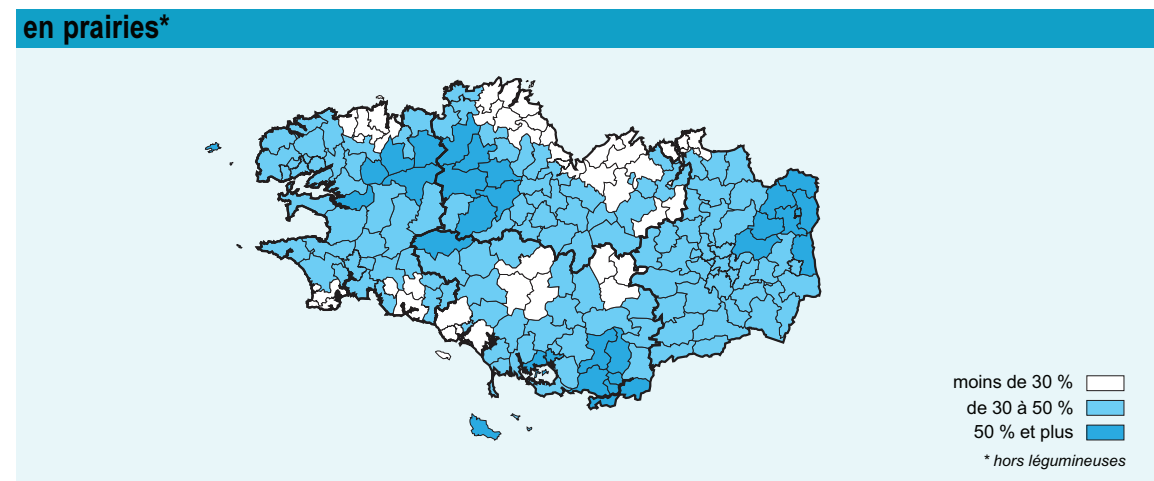 en prairies*
moins de 30 %
de 30 à 50 %
50 % et plus
* hors légumineuses